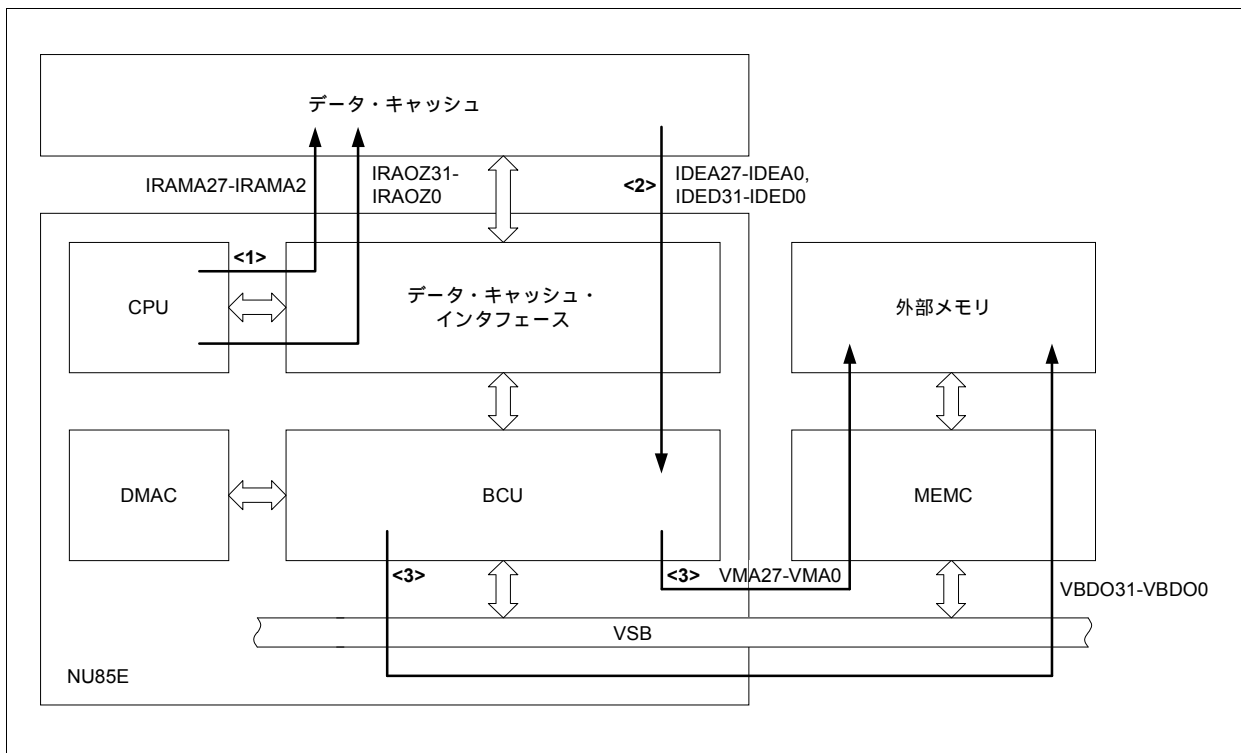 データ・キャッシュ
IRAMA27-IRAMA2
IRAOZ31-
IRAOZ0
<2>
IDEA27-IDEA0,
IDED31-IDED0
<1>
CPU
データ・キャッシュ・
インタフェース
外部メモリ
DMAC
BCU
MEMC
<3>
<3>
VMA27-VMA0
VBDO31-VBDO0
VSB
NU85E